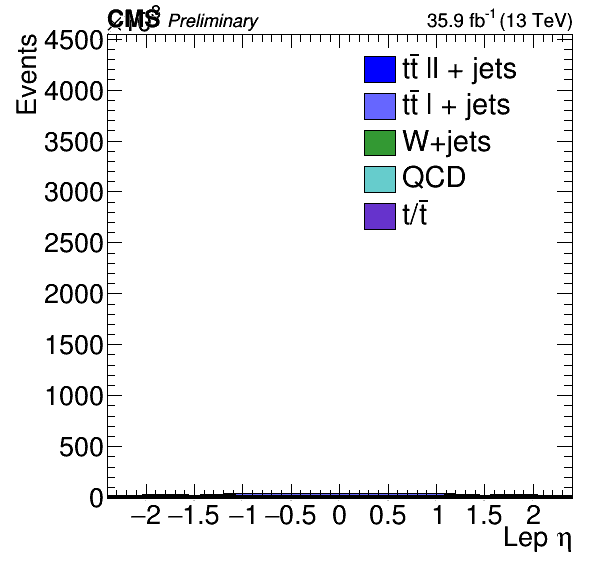 CMS Preliminary 35.9 fb⁻¹ (13 TeV)
×10³
Events
4500
4000
3500
3000
2500
2000
1500
1000
500
0
tt̄ ll + jets
tt̄ l + jets
W+jets
QCD
t/t̄
−2 −1.5 −1 −0.5 0 0.5 1 1.5 2
Lep η